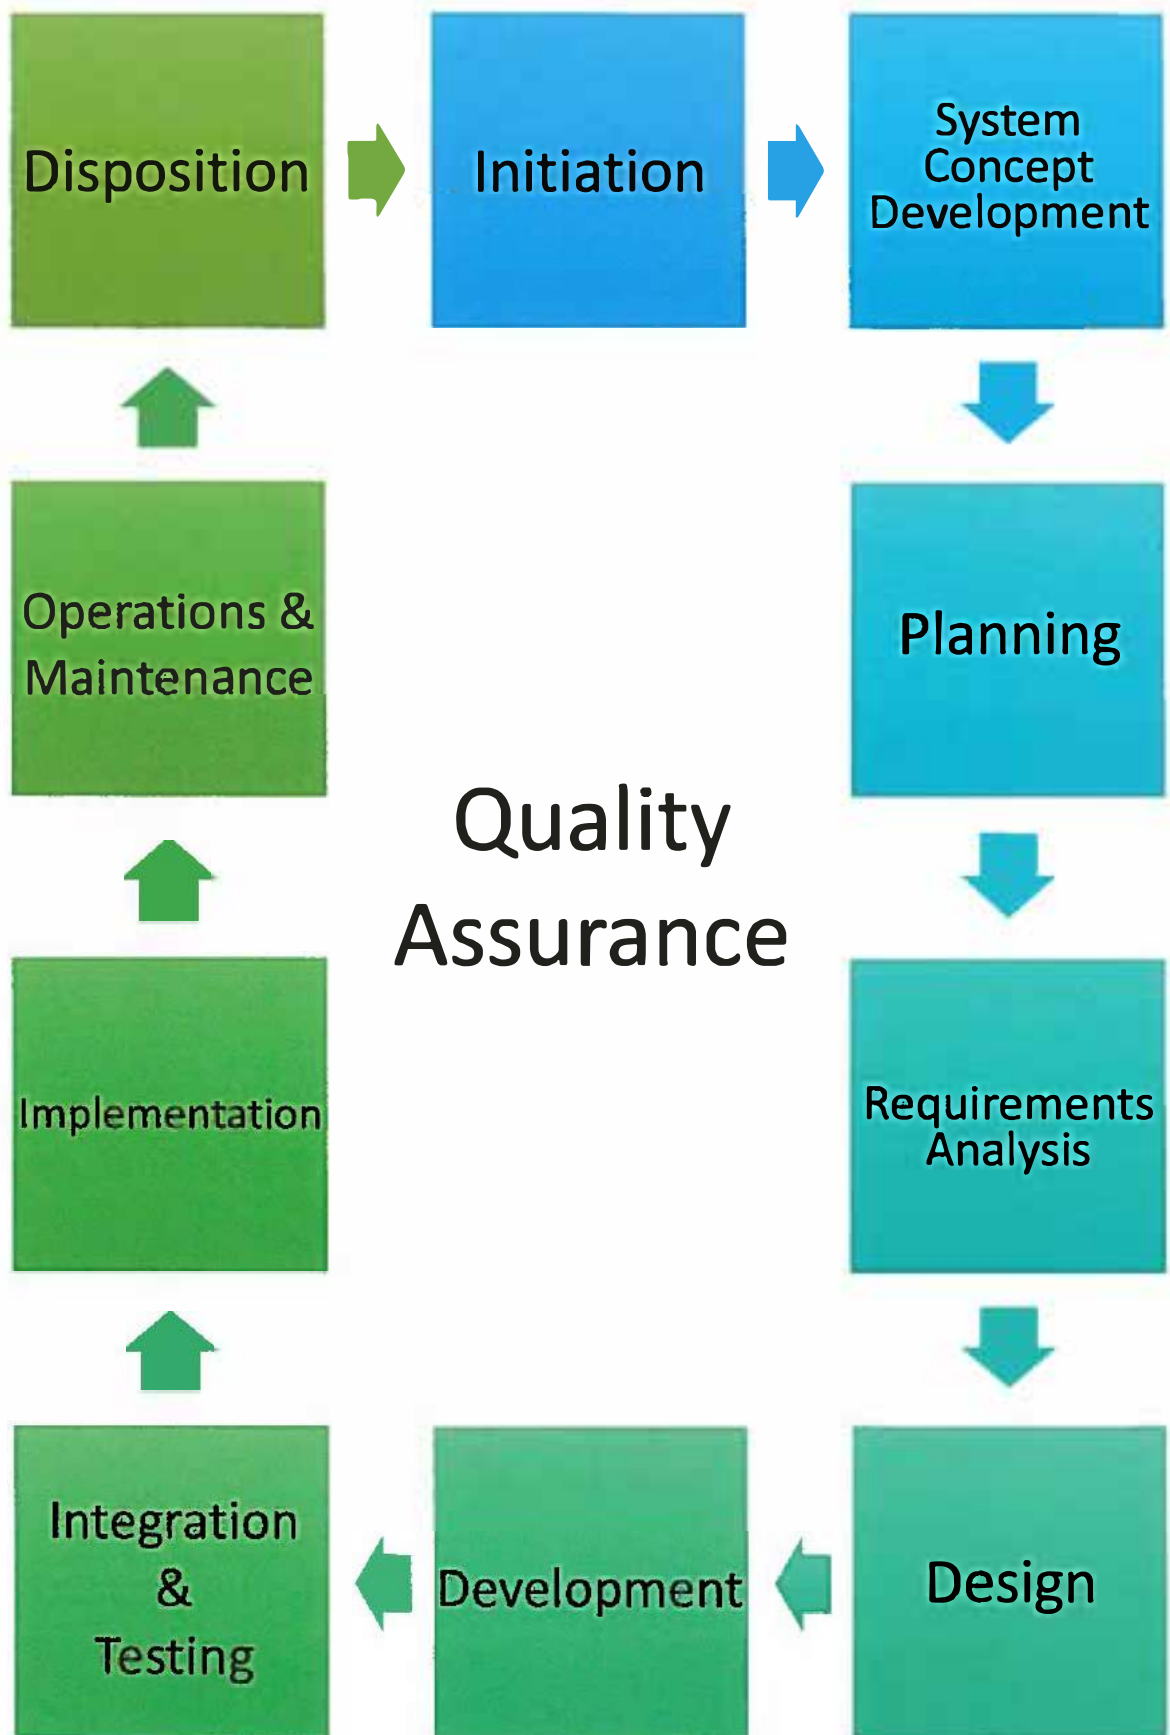 Disposition
Initiation
System
Concept
Development
Operations &
Maintenance
Planning
Quality
Assurance
Implementation
Requirements
Analysis
Integration
&
Testing
Development
Design